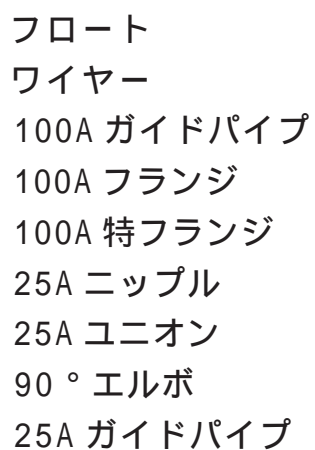 フロート
ワイヤー
100A ガイドパイプ
100A フランジ
100A 特フランジ
25A ニップル
25A ユニオン
90 ° エルボ
25A ガイドパイプ